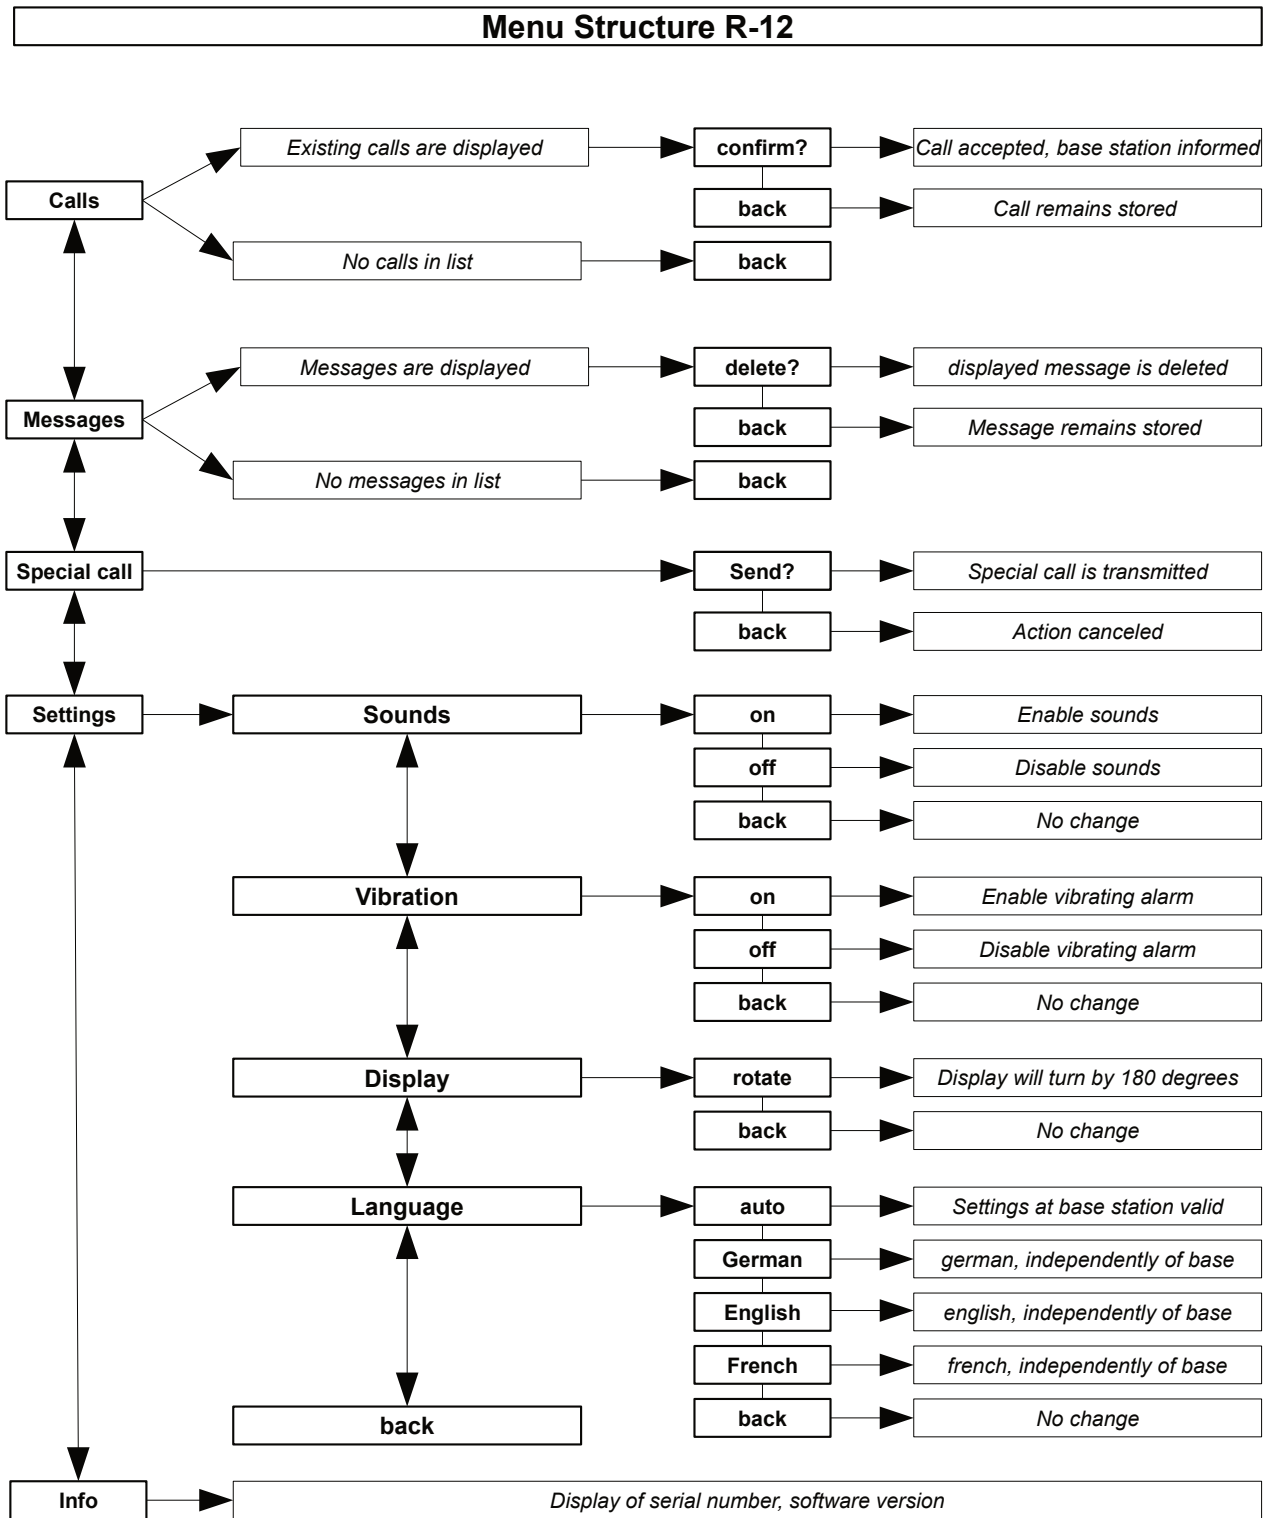 Menu Structure R-12
Existing calls are displayed
confirm?
Call accepted, base station informed
Calls
back
Call remains stored
No calls in list
back
Messages are displayed
delete?
displayed message is deleted
Messages
back
Message remains stored
No messages in list
back
Special call
Send?
Special call is transmitted
back
Action canceled
Settings
Sounds
on
Enable sounds
off
Disable sounds
back
No change
Vibration
on
Enable vibrating alarm
off
Disable vibrating alarm
back
No change
Display
rotate
Display will turn by 180 degrees
back
No change
Language
auto
Settings at base station valid
German
german, independently of base
English
english, independently of base
French
french, independently of base
back
back
No change
Info
Display of serial number, software version